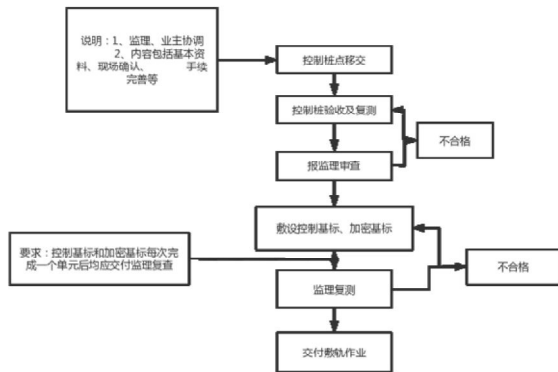 说明：1、监理、业主协调
2、内容包括基本资
料、现场确认、 手续
完善等
控制桩点移交
控制桩验收及复测
不合格
报监理审查
敷设控制基标、加密基标
要求：控制基标和加密基标每次完
成一个单元后均应交付监理复查
不合格
监理复测
交付敷轨作业